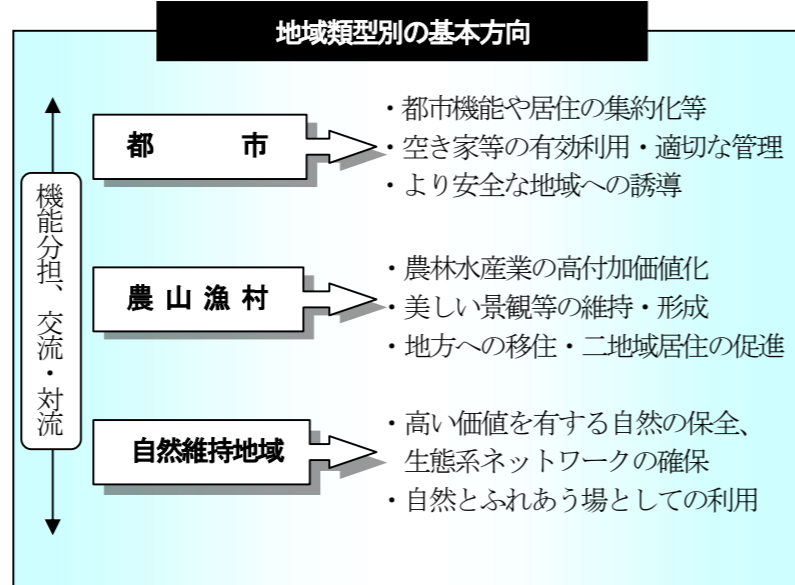 地域類型別の基本方向
機能分担、交流・対流
都市
・都市機能や居住の集約化等
・空き家等の有効利用・適切な管理
・より安全な地域への誘導
農山漁村
・農林水産業の高付加価値化
・美しい景観等の維持・形成
・地方への移住・二地域居住の促進
自然維持地域
・高い価値を有する自然の保全、
生態系ネットワークの確保
・自然とふれあう場としての利用